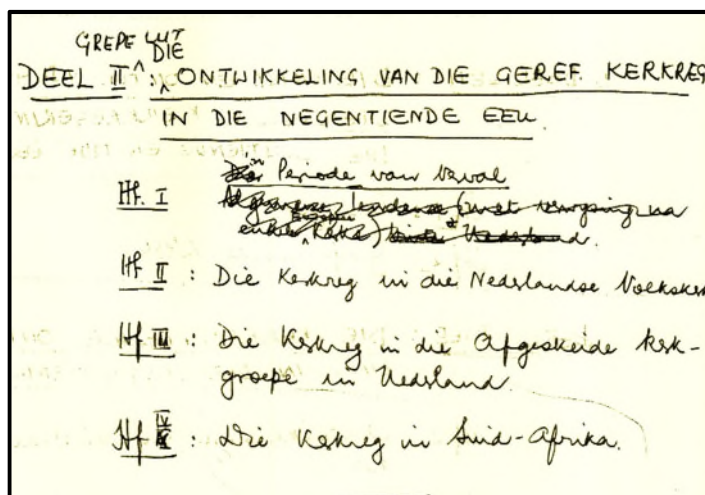 GREPE UIT DIE
DEEL II : ONTWIKKELING VAN DIE GEREF. KERKREG
IN DIE NEGENTIENDE EEU.
Periode van Verval
Hf. I
Hf II : Die Kerkreg in die Nederlandse Volkskerk
Hf III : Die Kerkreg in die Afgeskeide kerk-
groepe in Nederland.
Hf IV : Die Kerkreg in Suid-Afrika.